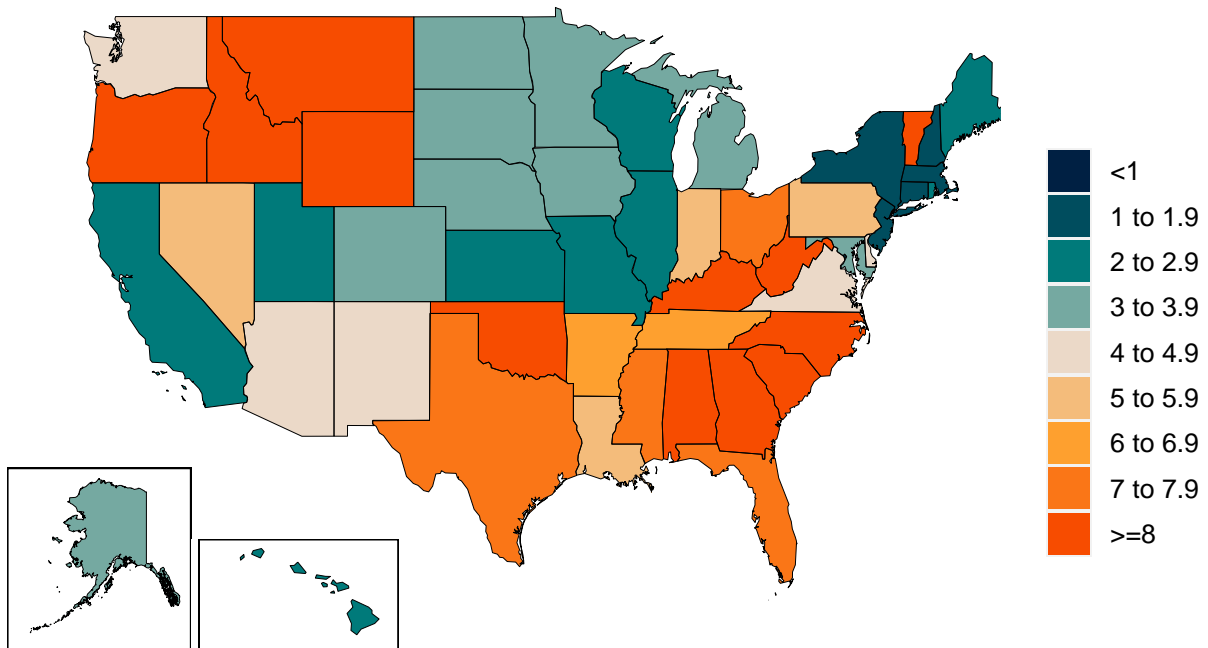 <1
1 to 1.9
2 to 2.9
3 to 3.9
4 to 4.9
5 to 5.9
6 to 6.9
7 to 7.9
>=8